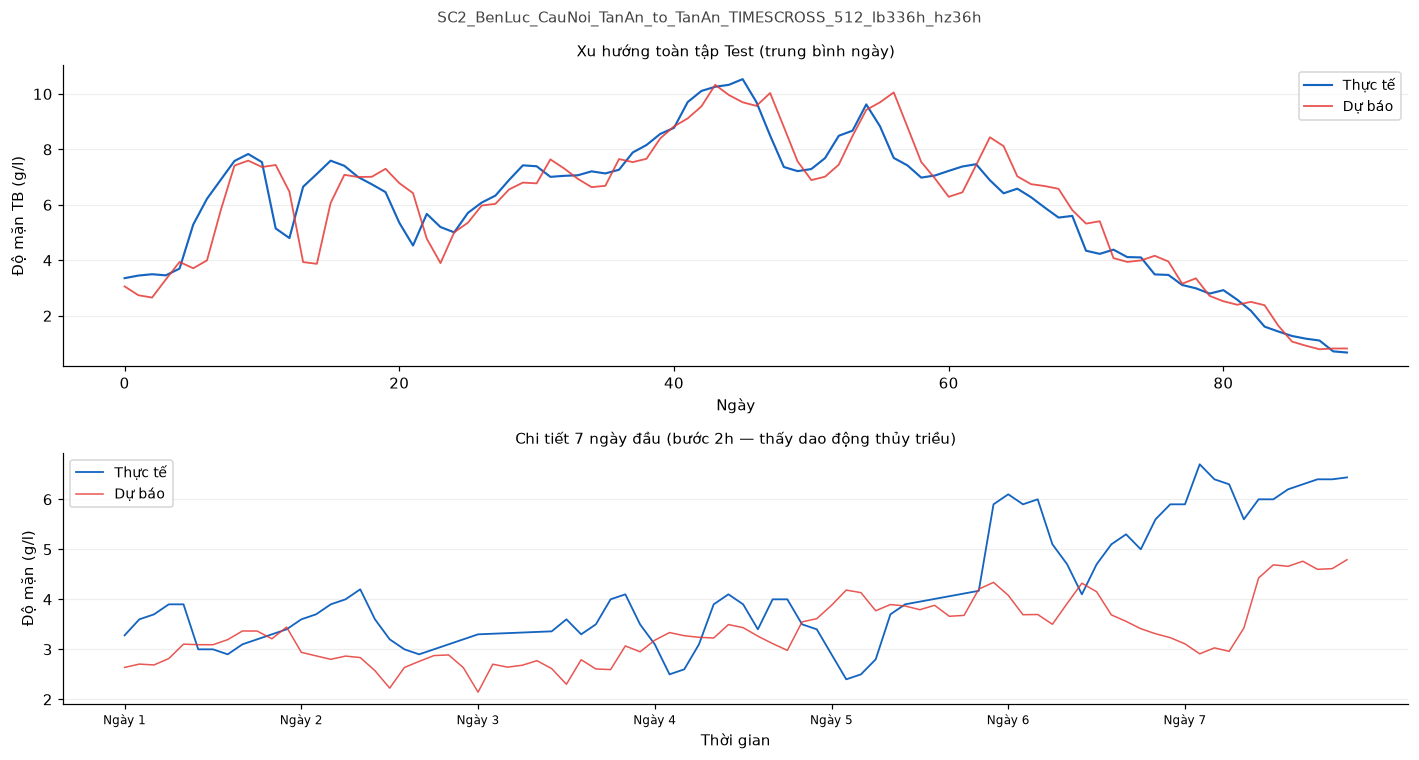 SC2_BenLuc_CauNoi_TanAn_to_TanAn_TIMESCROSS_512_lb336h_hz36h
Xu hướng toàn tập Test (trung bình ngày)
Độ mặn TB (g/l)
10
8
6
4
2
Thực tế
Dự báo
0 20 40 60 80
Ngày
Chi tiết 7 ngày đầu (bước 2h — thấy dao động thủy triều)
Độ mặn (g/l)
6
5
4
3
2
Thực tế
Dự báo
Ngày 1 Ngày 2 Ngày 3 Ngày 4 Ngày 5 Ngày 6 Ngày 7
Thời gian